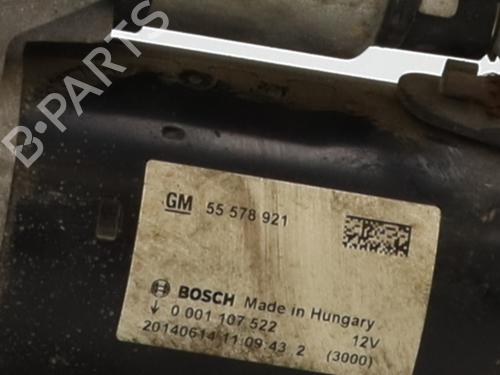 B-PARTS
GM 55 578 921
BOSCH Made in Hungary
0 001 107 522 12V
20140614 11:09:43 2 (3000)